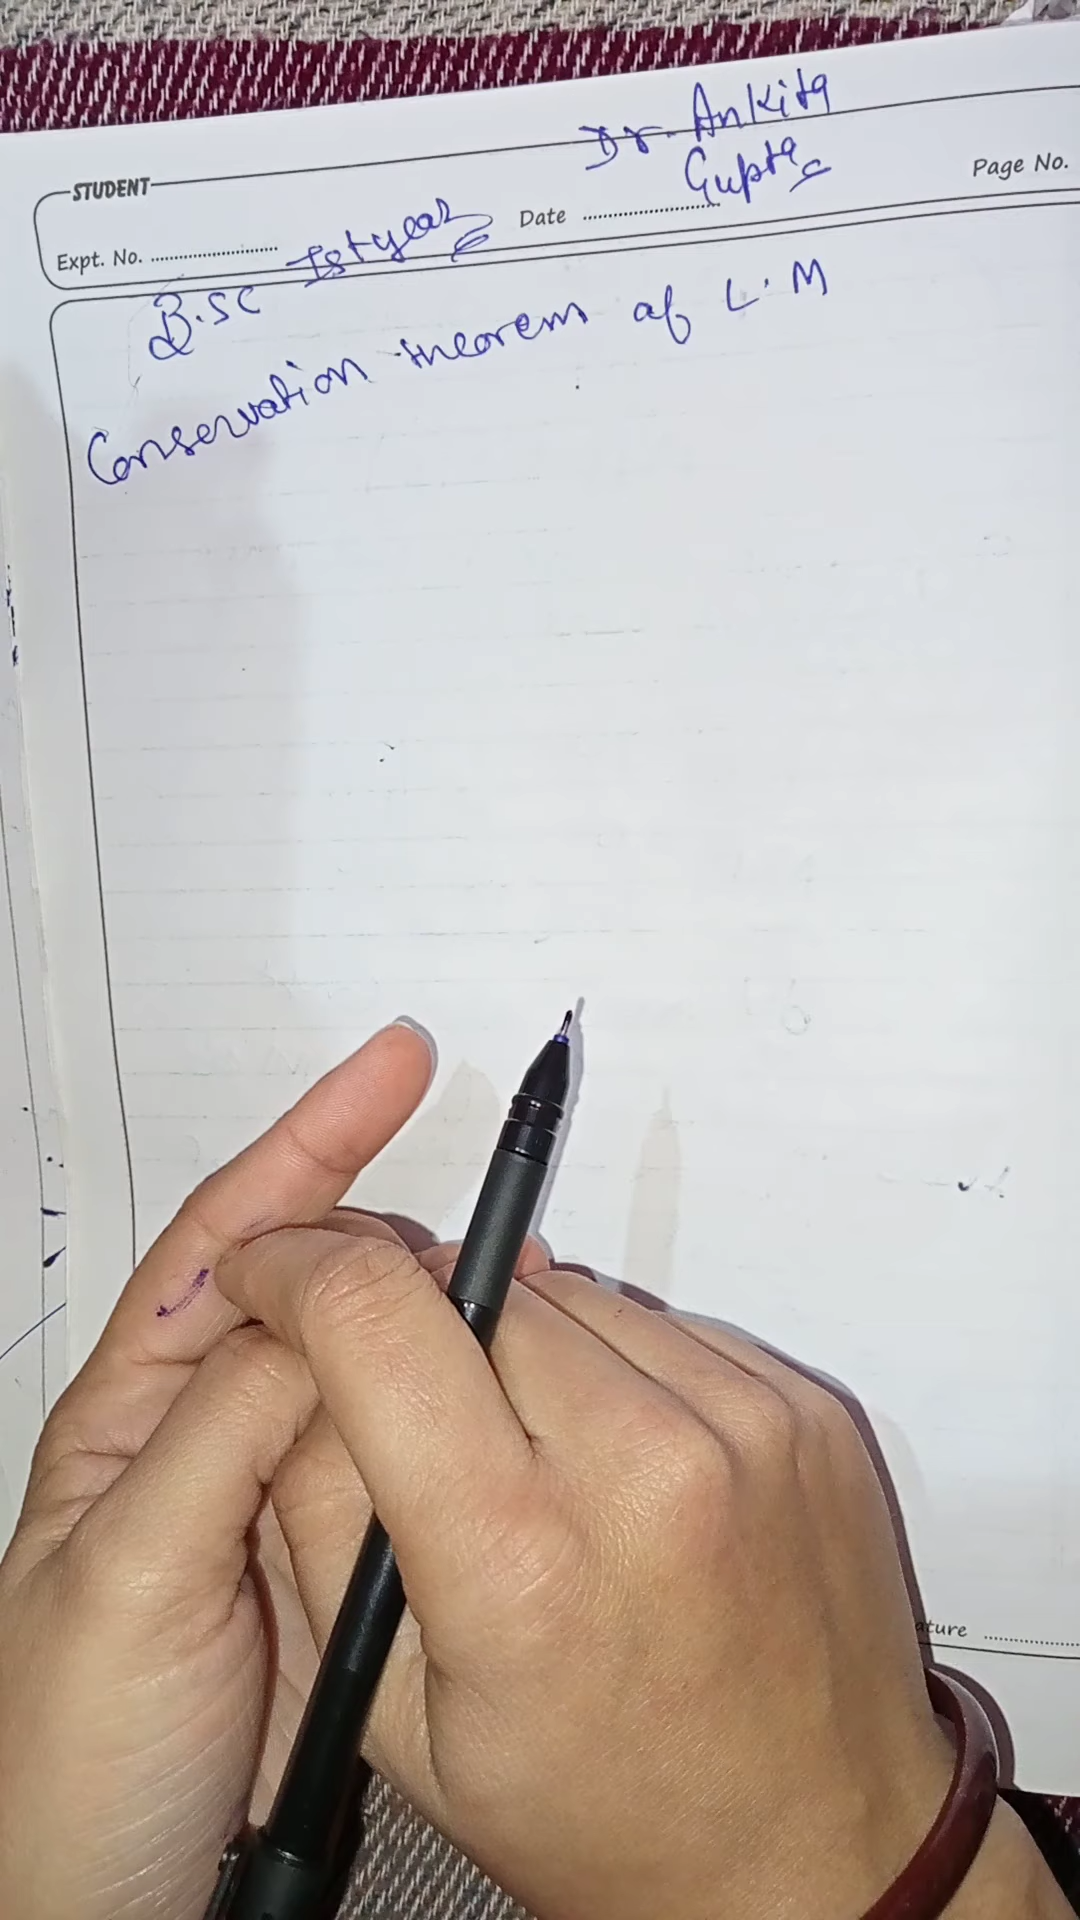 Dr. Ankita
Gupta
STUDENT
Page No.
Expt. No. ........................ Date ........................
B.Sc Ist year
Conservation theorem of L.M
ature ..................